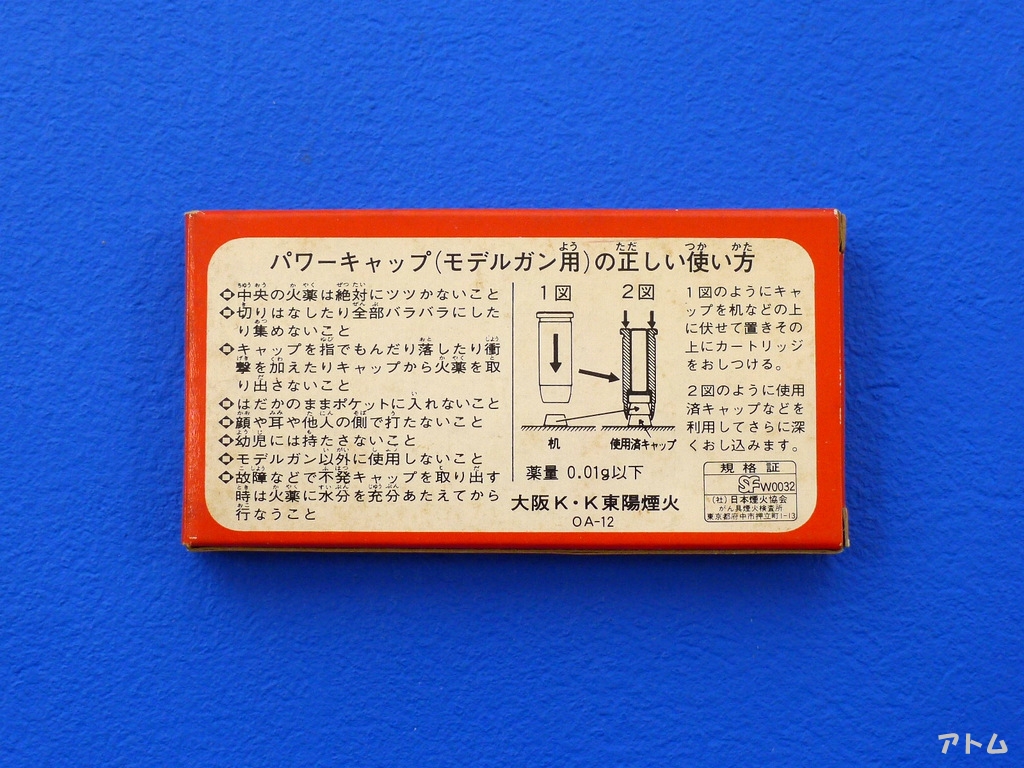 パワーキャップ(モデルガン用)の正しい使い方
中央の火薬は絶対にツツかないこと
切りはなしたり全部バラバラにした
り集めないこと
キャップを指でもんだり落したり衝
撃を加えたりキャップから火薬を取
り出さないこと
はだかのままポケットに入れないこと
顔や耳や他人の側で打たないこと
幼児には持たさないこと
モデルガン以外に使用しないこと
故障などで不発キャップを取り出す
時は火薬に水分を充分あたえてから
行なうこと
1図 2図
机 使用済キャップ
薬量 0.01g以下
大阪K・K東陽煙火
OA-12
1図のようにキャ
ップを机などの上
に伏せて置きその
上にカートリッジ
をおしつける。
2図のように使用
済キャップなどを
利用してさらに深
くおし込みます。
規格証
SF W0032
(社)日本煙火協会
がん具煙火検査所
東京都府中市押立町1-13
アトム